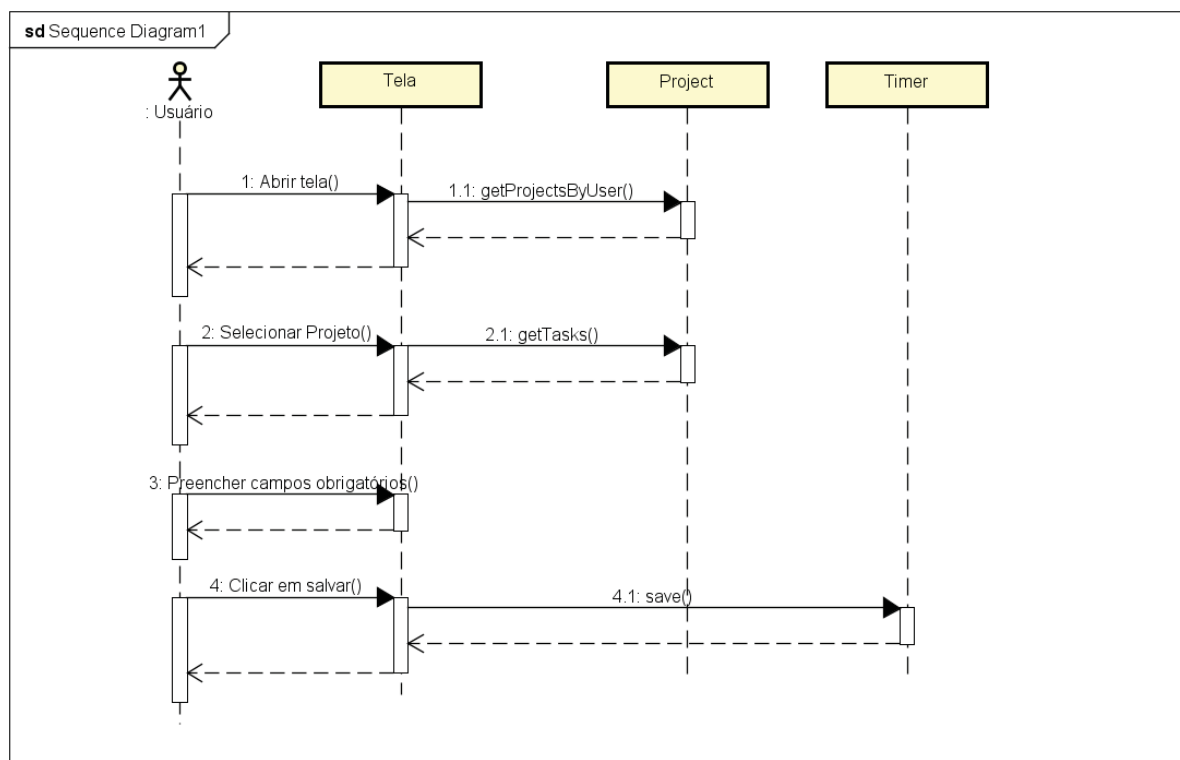 sd Sequence Diagram1
: Usuário
Tela
Project
Timer
1: Abrir tela()
1.1: getProjectsByUser()
2: Selecionar Projeto()
2.1: getTasks()
3: Preencher campos obrigatórios()
4: Clicar em salvar()
4.1: save()